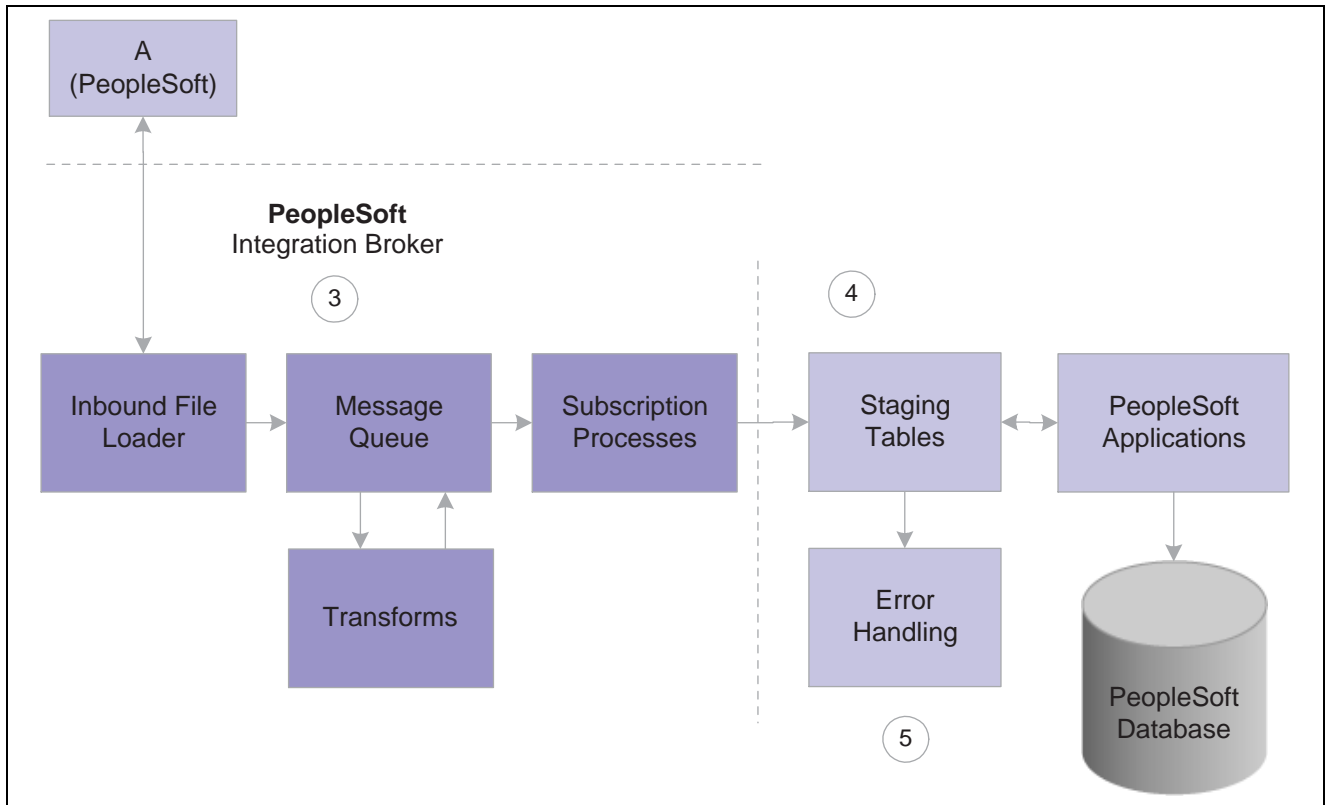 A
(PeopleSoft)
PeopleSoft
Integration Broker
3
4
Inbound File
Loader
Message
Queue
Subscription
Processes
Staging
Tables
PeopleSoft
Applications
Transforms
Error
Handling
PeopleSoft
Database
5